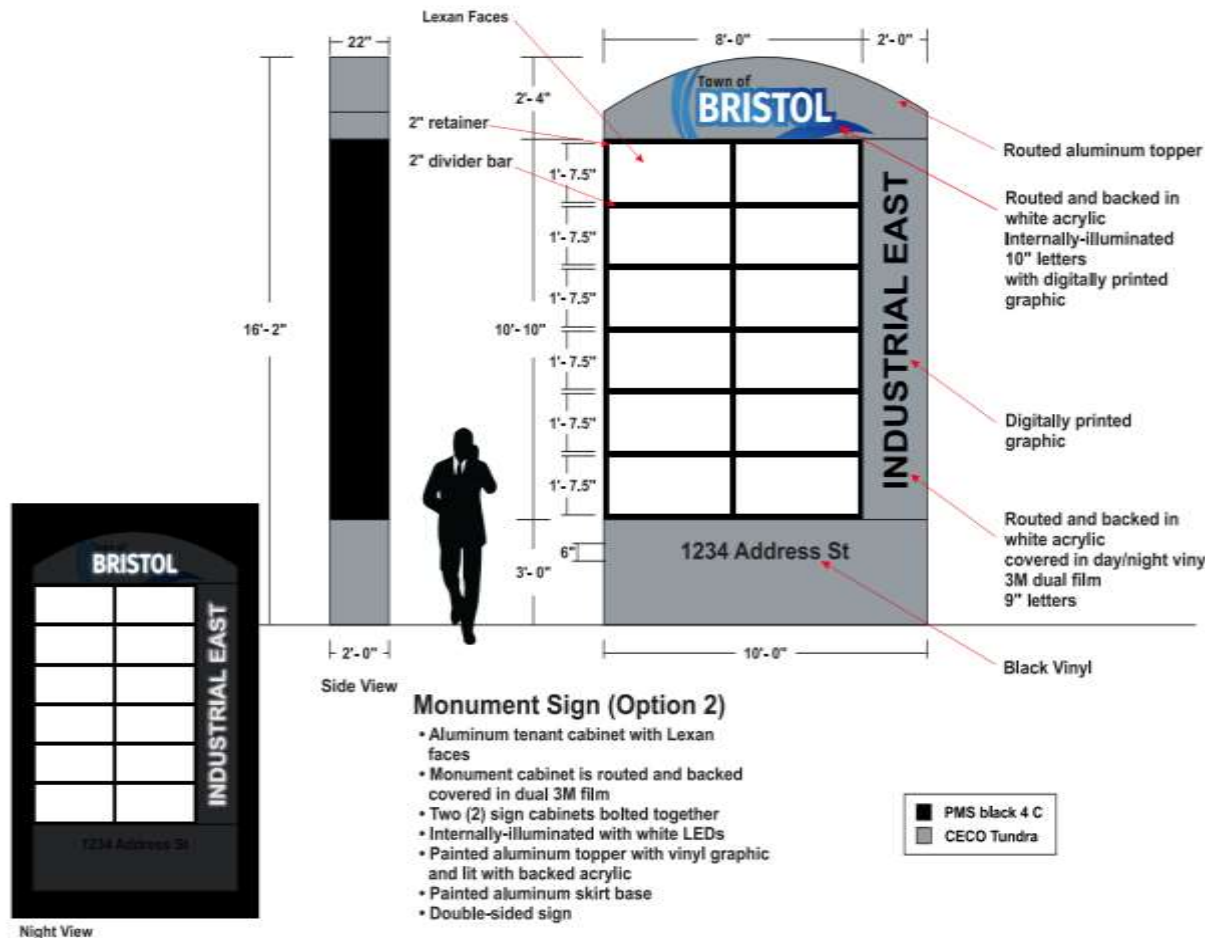 Lexan Faces
22"
8'- 0"
2'- 0"
2'- 4"
Town of
BRISTOL
2" retainer
2" divider bar
Routed aluminum topper
1'- 7.5"
1'- 7.5"
1'- 7.5"
1'- 7.5"
1'- 7.5"
1'- 7.5"
Routed and backed in
white acrylic
Internally-illuminated
10" letters
with digitally printed
graphic
INDUSTRIAL EAST
16'- 2"
10'- 10"
Digitally printed
graphic
Routed and backed in
white acrylic
covered in day/night viny
3M dual film
9" letters
6"
1234 Address St
3'- 0"
2'- 0"
10'- 0"
Black Vinyl
Side View
Town of
BRISTOL
INDUSTRIAL EAST
1234 Address St
Night View
Monument Sign (Option 2)
• Aluminum tenant cabinet with Lexan
faces
• Monument cabinet is routed and backed
covered in dual 3M film
• Two (2) sign cabinets bolted together
• Internally-illuminated with white LEDs
• Painted aluminum topper with vinyl graphic
and lit with backed acrylic
• Painted aluminum skirt base
• Double-sided sign
PMS black 4 C
CECO Tundra